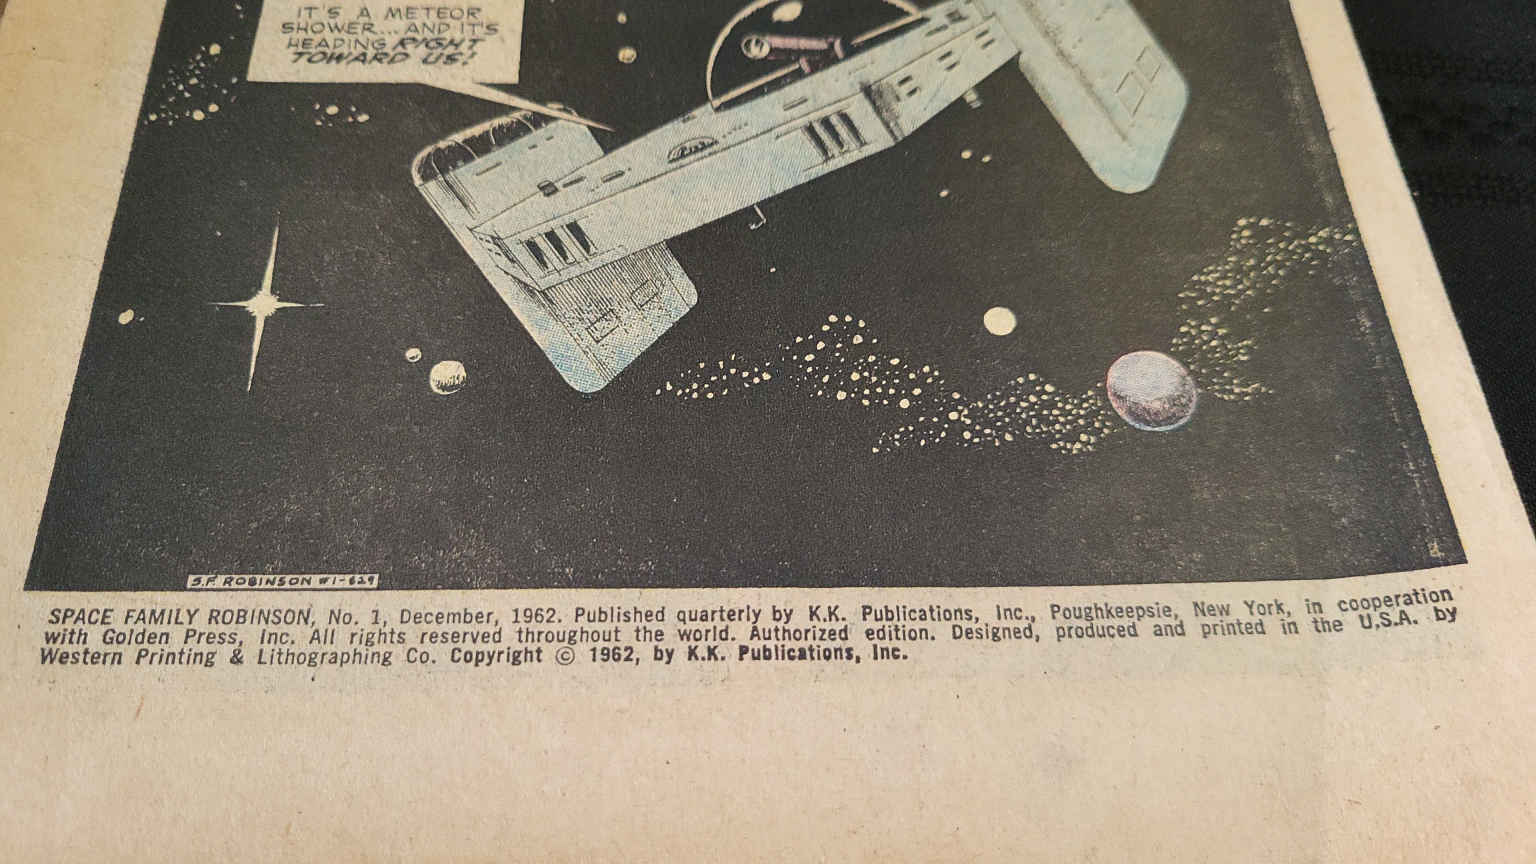 IT'S A METEOR
SHOWER...AND IT'S
HEADING RIGHT
TOWARD US!
S.F. ROBINSON #1-629
SPACE FAMILY ROBINSON, No. 1, December, 1962. Published quarterly by K.K. Publications, Inc., Poughkeepsie, New York, in cooperation
with Golden Press, Inc. All rights reserved throughout the world. Authorized edition. Designed, produced and printed in the U.S.A. by
Western Printing & Lithographing Co. Copyright © 1962, by K.K. Publications, Inc.